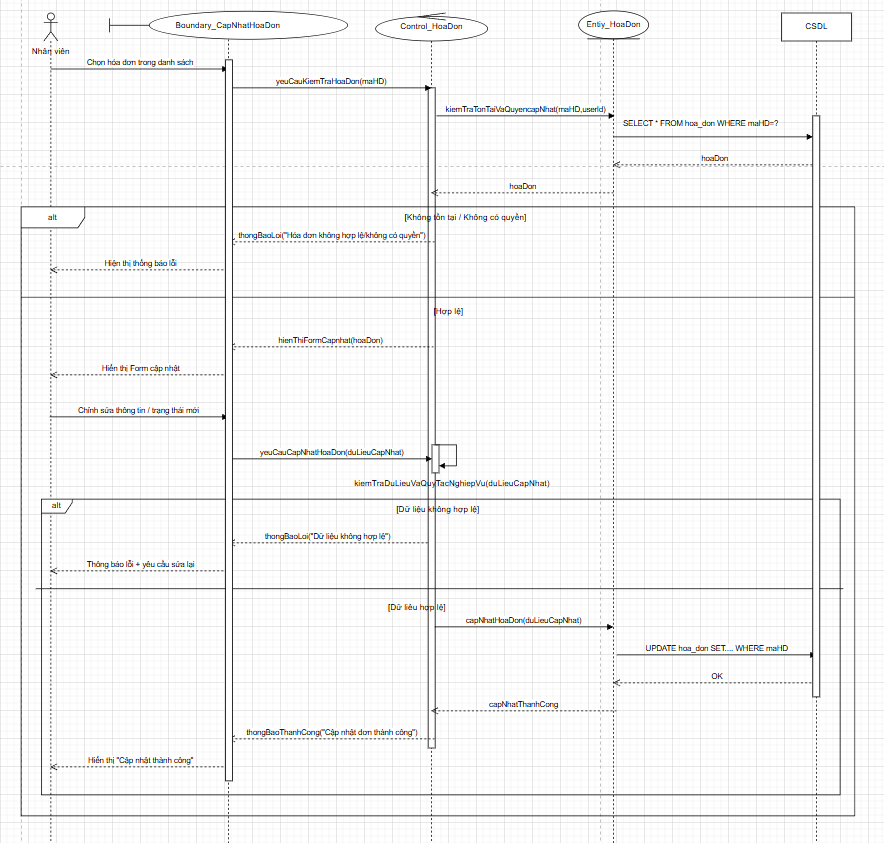 Boundary_CapNhatHoaDon
Control_HoaDon
Entiy_HoaDon
CSDL
Nhân viên
Chọn hóa đơn trong danh sách
yeuCauKiemTraHoaDon(maHD)
kiemTraTonTaiVaQuyencapNhat(maHD,userId)
SELECT * FROM hoa_don WHERE maHD=?
hoaDon
hoaDon
alt
[Không tồn tại / Không có quyền]
thongBaoLoi("Hóa đơn không hợp lệ/không có quyền")
Hiện thị thông báo lỗi
[Hợp lệ]
hienThiFormCapnhat(hoaDon)
Hiển thị Form cập nhật
Chỉnh sửa thông tin / trạng thái mới
yeuCauCapNhatHoaDon(duLieuCapNhat)
kiemTraDuLieuVaQuyTacNghiepVu(duLieuCapNhat)
alt
[Dữ liệu không hợp lệ]
thongBaoLoi("Dữ liệu không hợp lệ")
Thông báo lỗi + yêu cầu sửa lại
[Dữ liêu hợp lệ]
capNhatHoaDon(duLieuCapNhat)
UPDATE hoa_don SET.... WHERE maHD
OK
capNhatThanhCong
thongBaoThanhCong("Cập nhật đơn thành công")
Hiển thị "Cập nhật thành công"